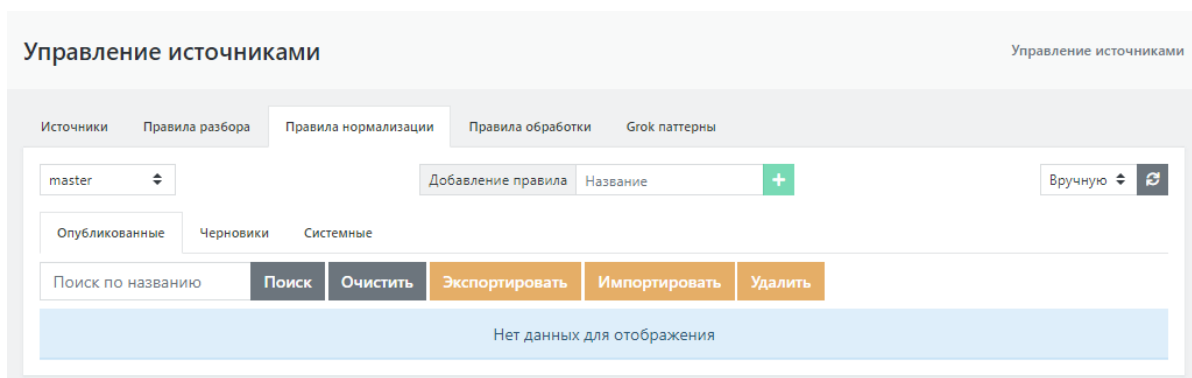 Управление источниками
Управление источниками
Источники Правила разбора Правила нормализации Правила обработки Grok паттерны
master Добавление правила Название + Вручную
Опубликованные Черновики Системные
Поиск по названию Поиск Очистить Экспортировать Импортировать Удалить
Нет данных для отображения